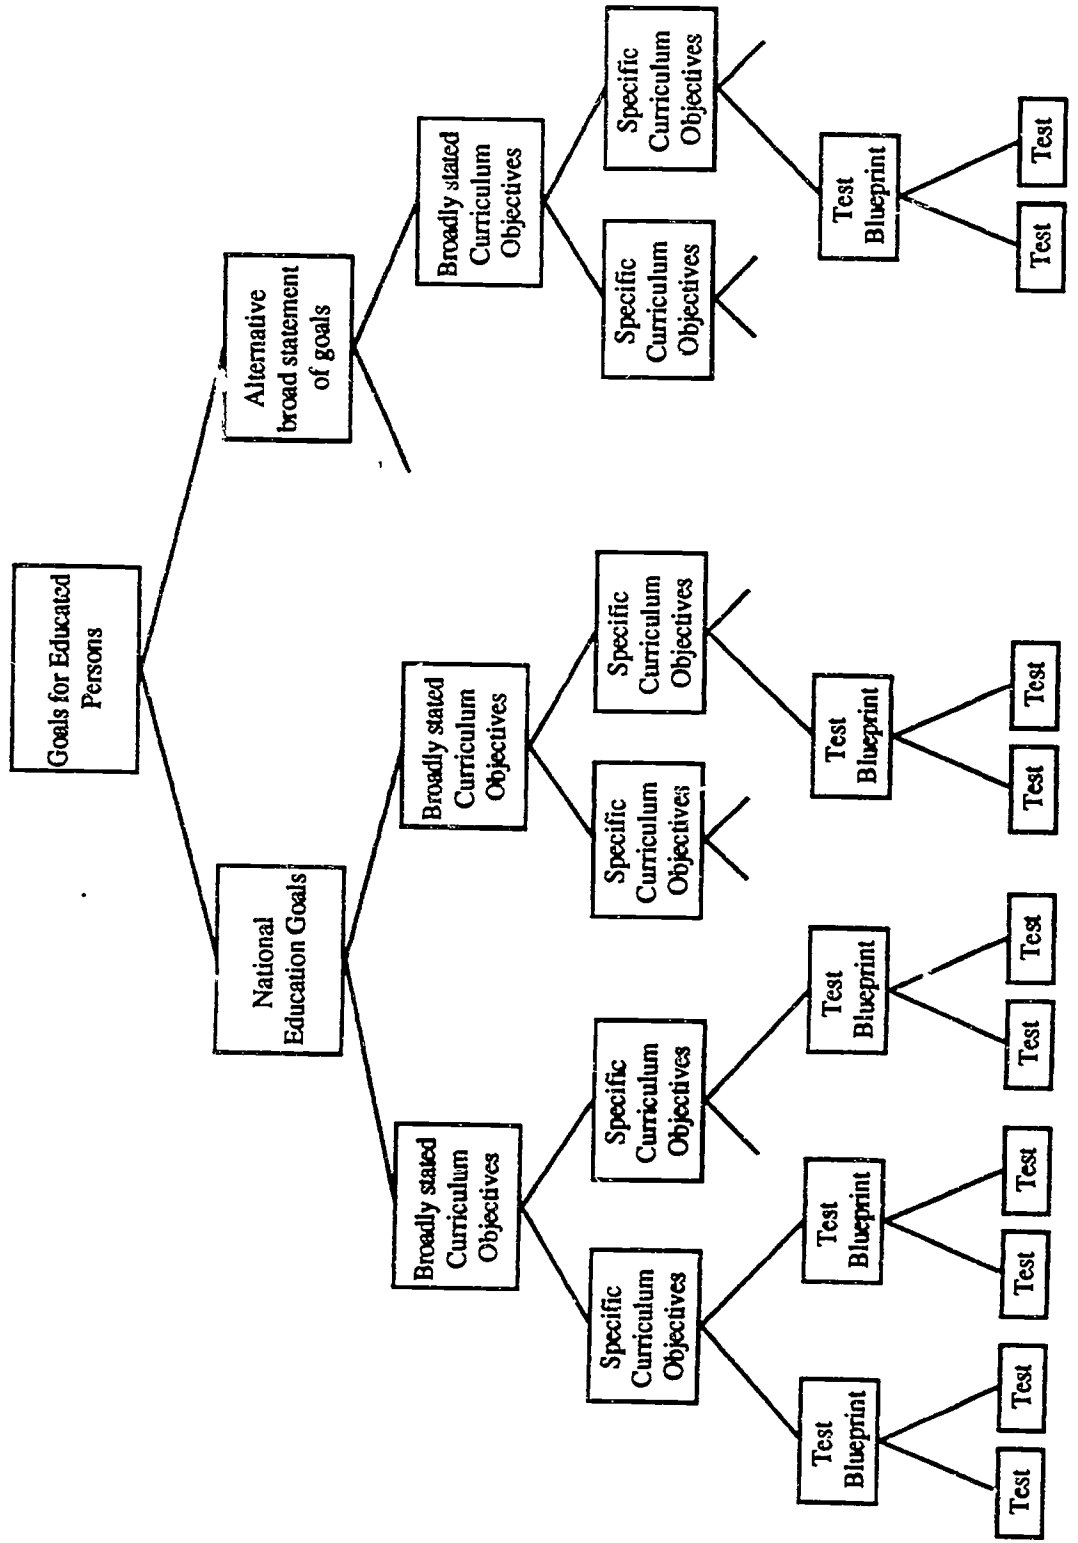 Goals for Educated
Persons
National
Education Goals
Alternative
broad statement
of goals
Broadly stated
Curriculum
Objectives
Broadly stated
Curriculum
Objectives
Broadly stated
Curriculum
Objectives
Specific
Curriculum
Objectives
Specific
Curriculum
Objectives
Specific
Curriculum
Objectives
Specific
Curriculum
Objectives
Specific
Curriculum
Objectives
Specific
Curriculum
Objectives
Test
Blueprint
Test
Blueprint
Test
Blueprint
Test
Blueprint
Test
Blueprint
Test
Test
Test
Test
Test
Test
Test
Test
Test
Test